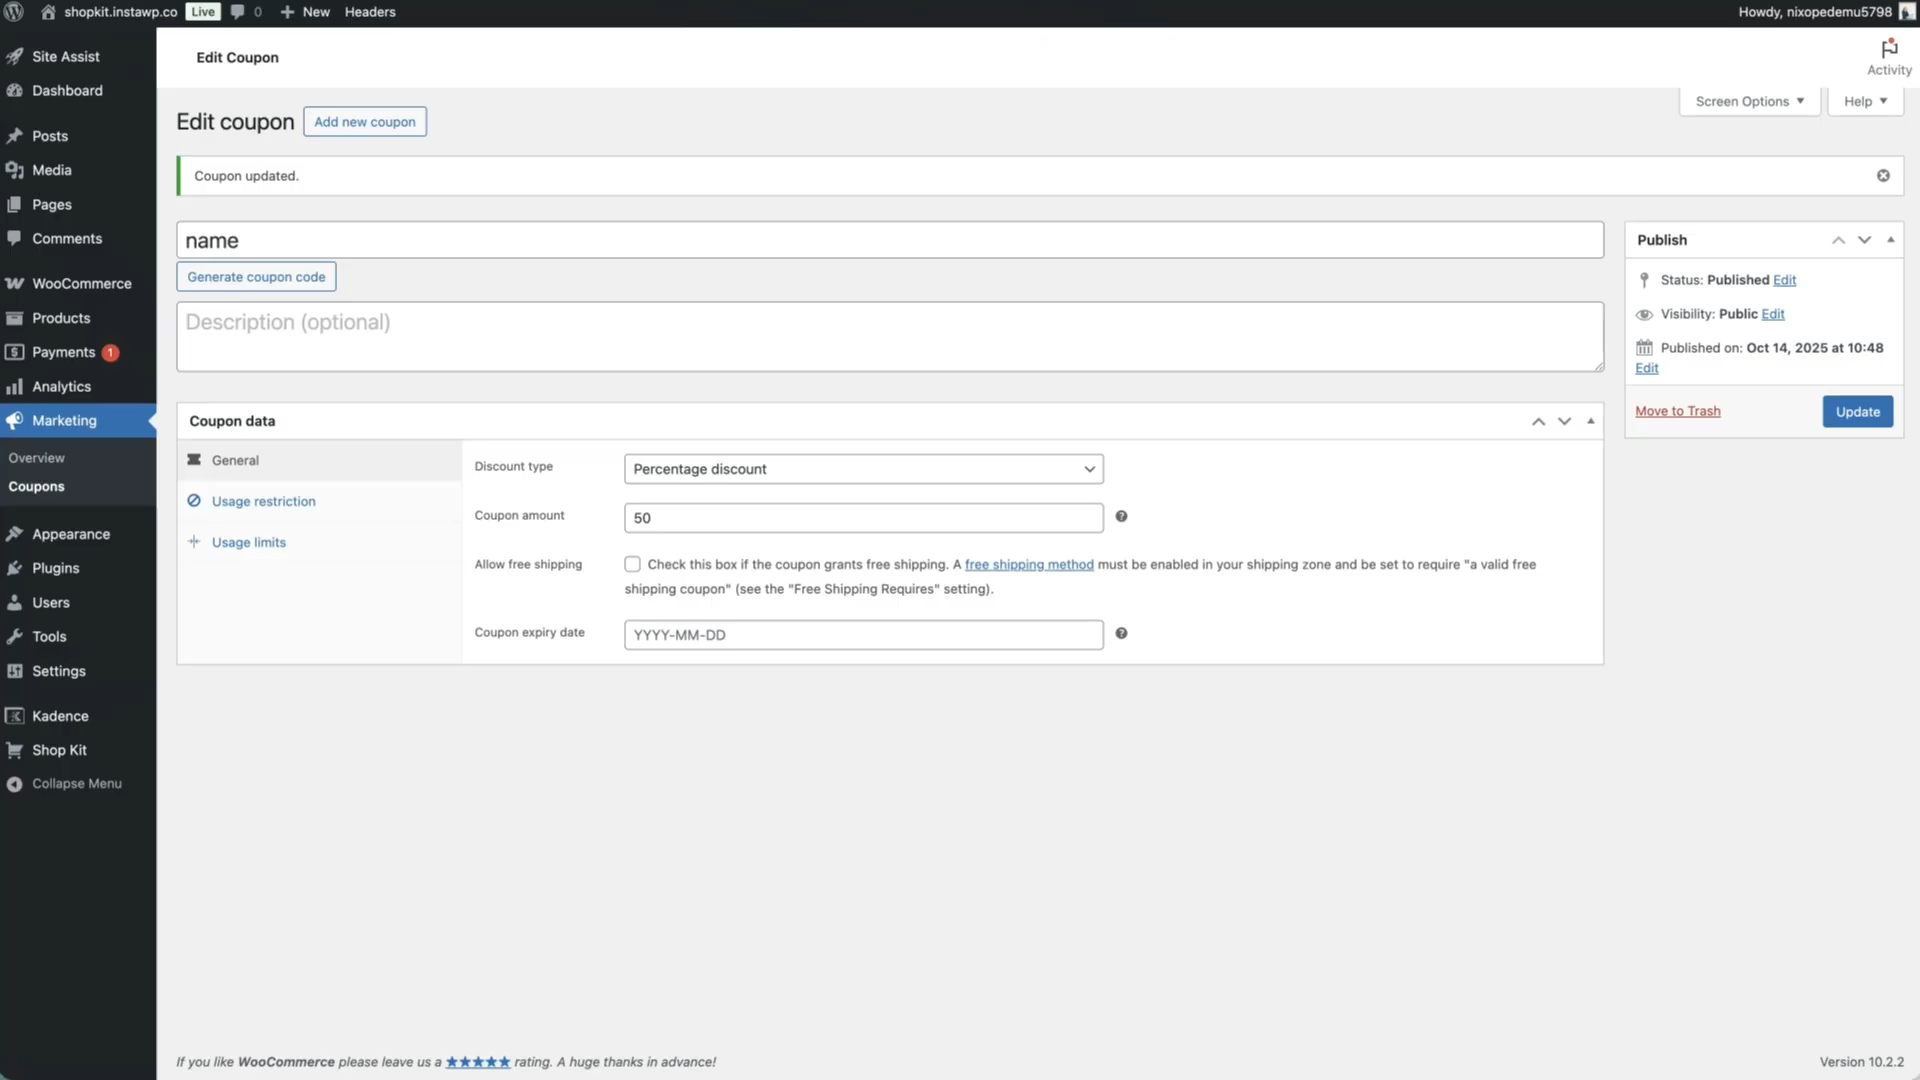 shopkit.instawp.co Live 0 New Headers Howdy, nixopedemu5798
Site Assist
Dashboard
Posts
Media
Pages
Comments
WooCommerce
Products
Payments 1
Analytics
Marketing
Overview
Coupons
Appearance
Plugins
Users
Tools
Settings
Kadence
Shop Kit
Collapse Menu
Edit Coupon
Activity
Screen Options Help
Edit coupon Add new coupon
Coupon updated.
name
Generate coupon code
Description (optional)
Coupon data
General
Usage restriction
Usage limits
Discount type Percentage discount
Coupon amount 50
Allow free shipping Check this box if the coupon grants free shipping. A free shipping method must be enabled in your shipping zone and be set to require "a valid free
shipping coupon" (see the "Free Shipping Requires" setting).
Coupon expiry date YYYY-MM-DD
Publish
Status: Published Edit
Visibility: Public Edit
Published on: Oct 14, 2025 at 10:48
Edit
Move to Trash Update
If you like WooCommerce please leave us a ★★★★★ rating. A huge thanks in advance! Version 10.2.2